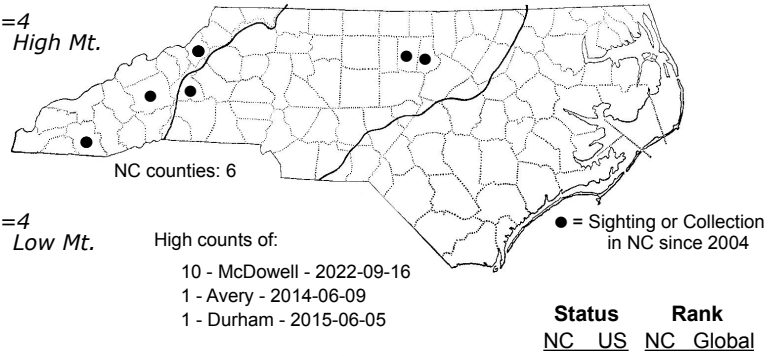 =4
High Mt.
NC counties: 6
=4
Low Mt.
High counts of:
10 - McDowell - 2022-09-16
1 - Avery - 2014-06-09
1 - Durham - 2015-06-05
● = Sighting or Collection
in NC since 2004
Status Rank
NC US NC Global